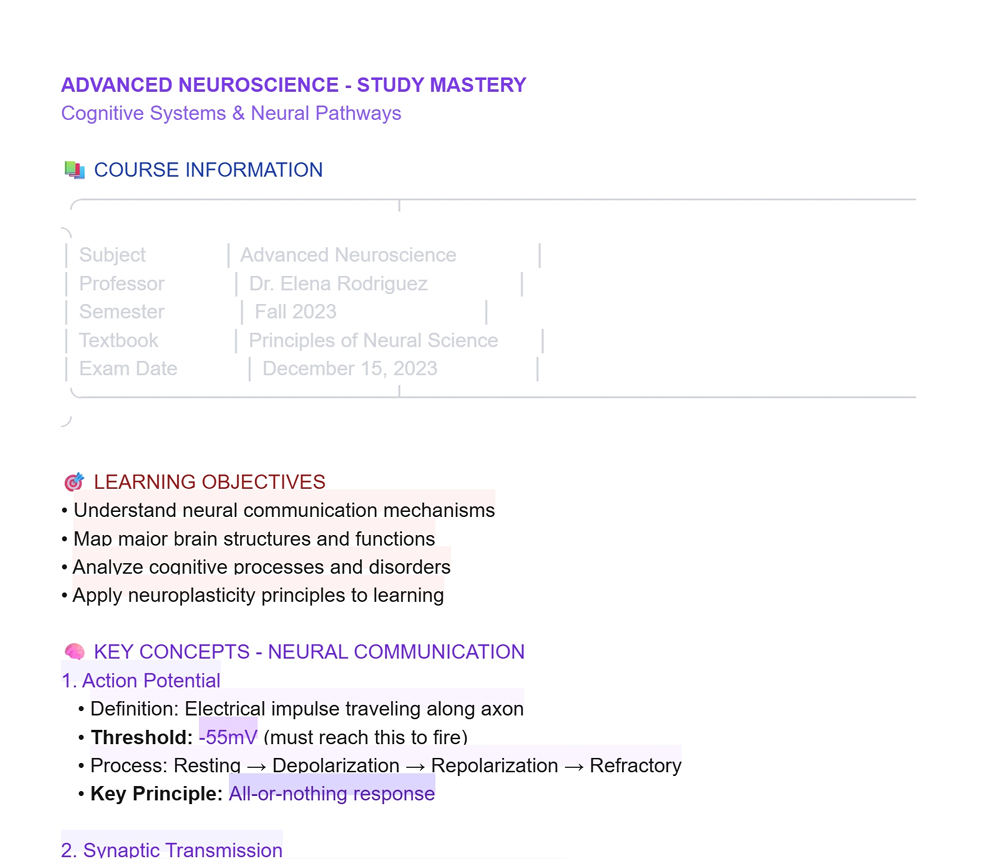 ADVANCED NEUROSCIENCE - STUDY MASTERY
Cognitive Systems & Neural Pathways
📚 COURSE INFORMATION
| Subject | Advanced Neuroscience |
| Professor | Dr. Elena Rodriguez |
| Semester | Fall 2023 |
| Textbook | Principles of Neural Science |
| Exam Date | December 15, 2023 |
🎯 LEARNING OBJECTIVES
• Understand neural communication mechanisms
• Map major brain structures and functions
• Analyze cognitive processes and disorders
• Apply neuroplasticity principles to learning
🧠 KEY CONCEPTS - NEURAL COMMUNICATION
1. Action Potential
• Definition: Electrical impulse traveling along axon
• Threshold: -55mV (must reach this to fire)
• Process: Resting → Depolarization → Repolarization → Refractory
• Key Principle: All-or-nothing response
2. Synaptic Transmission